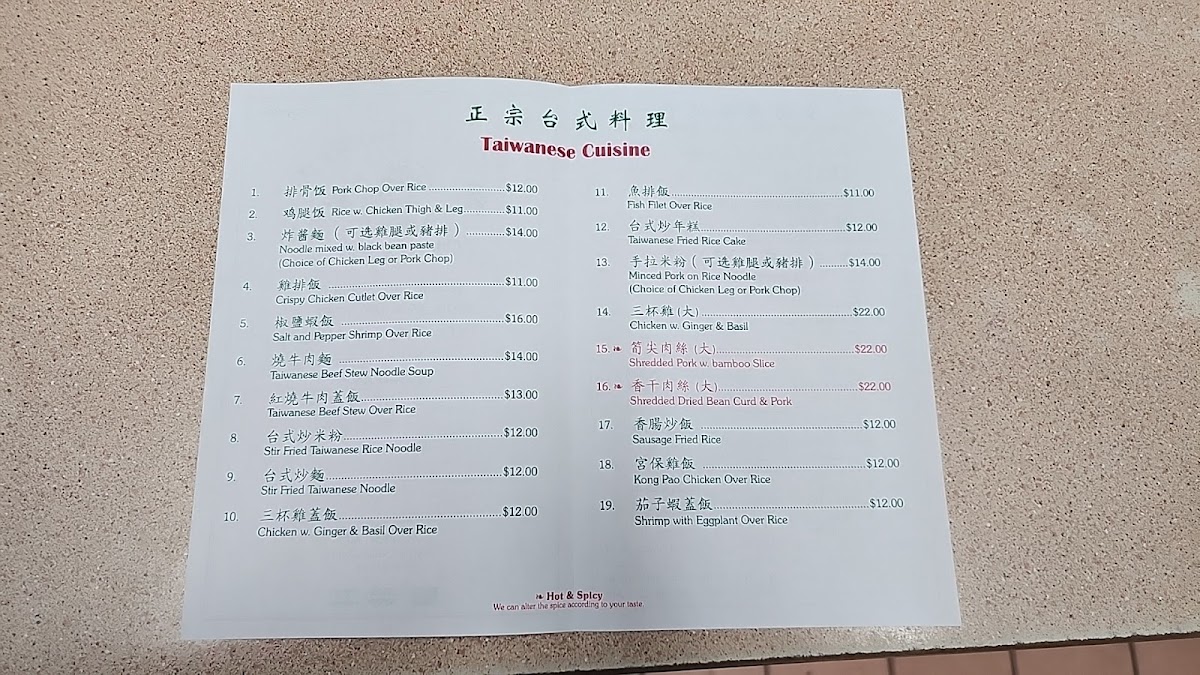 正宗台式料理
Taiwanese Cuisine
1. 排骨饭 Pork Chop Over Rice ........................$12.00
2. 鸡腿饭 Rice w. Chicken Thigh & Leg.............$11.00
3. 炸醬麵 ( 可选雞腿或豬排 ) ............$14.00
Noodle mixed w. black bean paste
(Choice of Chicken Leg or Pork Chop)
4. 雞排飯 ........................................................$11.00
Crispy Chicken Cutlet Over Rice
5. 椒鹽蝦飯 ....................................................$16.00
Salt and Pepper Shrimp Over Rice
6. 燒牛肉麵 ....................................................$14.00
Taiwanese Beef Stew Noodle Soup
7. 紅燒牛肉蓋飯..............................................$13.00
Taiwanese Beef Stew Over Rice
8. 台式炒米粉..................................................$12.00
Stir Fried Taiwanese Rice Noodle
9. 台式炒麵......................................................$12.00
Stir Fried Taiwanese Noodle
10. 三杯雞蓋飯..................................................$12.00
Chicken w. Ginger & Basil Over Rice
11. 魚排飯.........................................................$11.00
Fish Filet Over Rice
12. 台式炒年糕..................................................$12.00
Taiwanese Fried Rice Cake
13. 手拉米粉 ( 可选雞腿或豬排 ) .........$14.00
Minced Pork on Rice Noodle
(Choice of Chicken Leg or Pork Chop)
14. 三杯雞 (大)..................................................$22.00
Chicken w. Ginger & Basil
15. 筍尖肉絲 (大)..............................................$22.00
Shredded Pork w. bamboo Slice
16. 香干肉絲 (大)..............................................$22.00
Shredded Dried Bean Curd & Pork
17. 香腸炒飯 .....................................................$12.00
Sausage Fried Rice
18. 宮保雞飯 .....................................................$12.00
Kong Pao Chicken Over Rice
19. 茄子蝦蓋飯..................................................$12.00
Shrimp with Eggplant Over Rice
Hot & Spicy
We can alter the spice according to your taste.